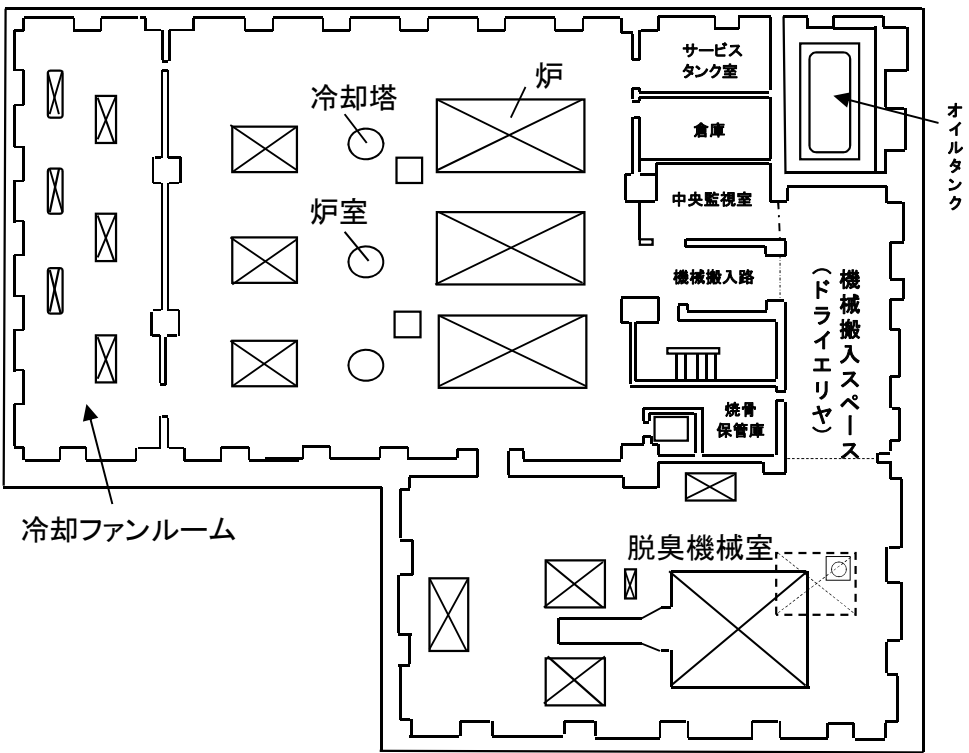 サービス
タンク室
炉
冷却塔
倉庫
オイルタンク
中央監視室
炉室
機械搬入路
機械搬入スペース
(ドライエリヤ)
焼骨
保管庫
冷却ファンルーム
脱臭機械室